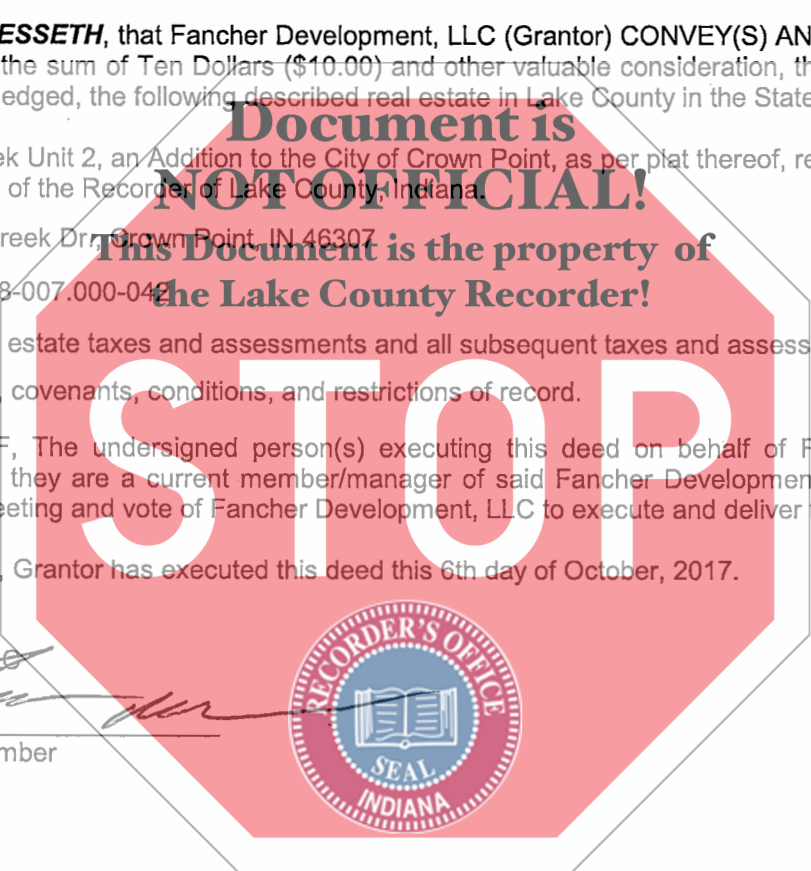 ESSETH, that Fancher Development, LLC (Grantor) CONVEY(S) AN
the sum of Ten Dollars ($10.00) and other valuable consideration, th
edged, the following described real estate in Lake County in the State
Document is
ek Unit 2, an Addition to the City of Crown Point, as per plat thereof, re
of the Recorder of Lake County, Indiana.
NOT OFFICIAL!
reek Dr., Crown Point, IN 46307
This Document is the property of
8-007.000-042
the Lake County Recorder!
estate taxes and assessments and all subsequent taxes and assess
, covenants, conditions, and restrictions of record.
STOP
F, The undersigned person(s) executing this deed on behalf of F
they are a current member/manager of said Fancher Developmen
eeting and vote of Fancher Development, LLC to execute and deliver
, Grantor has executed this deed this 6th day of October, 2017.
RECORDER'S OFFICE
SEAL
INDIANA
mber